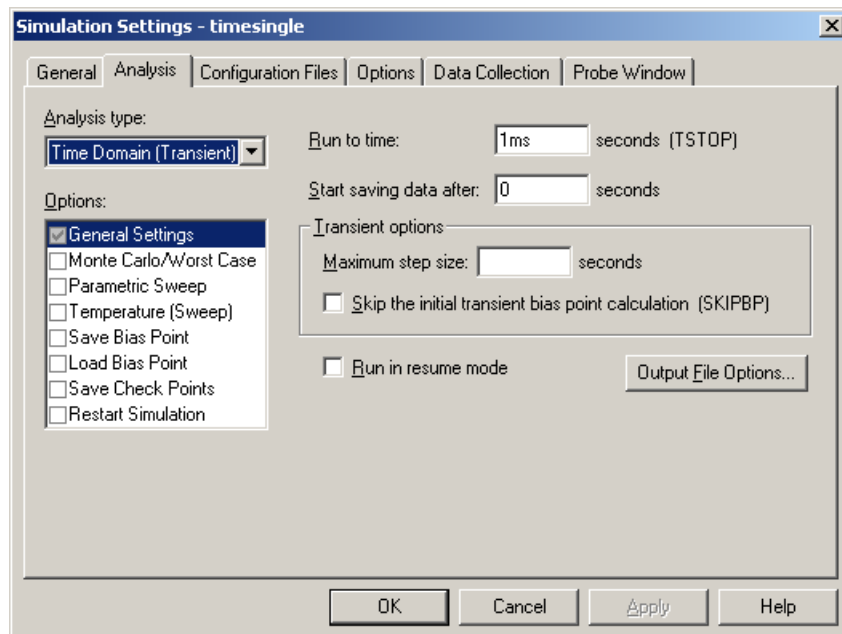 Simulation Settings - timesingle
General Analysis Configuration Files Options Data Collection Probe Window
Analysis type:
Time Domain (Transient)
Options:
General Settings
Monte Carlo/Worst Case
Parametric Sweep
Temperature (Sweep)
Save Bias Point
Load Bias Point
Save Check Points
Restart Simulation
Run to time: 1ms seconds (TSTOP)
Start saving data after: 0 seconds
Transient options
Maximum step size: seconds
Skip the initial transient bias point calculation (SKIPBP)
Run in resume mode
Output File Options...
OK Cancel Apply Help